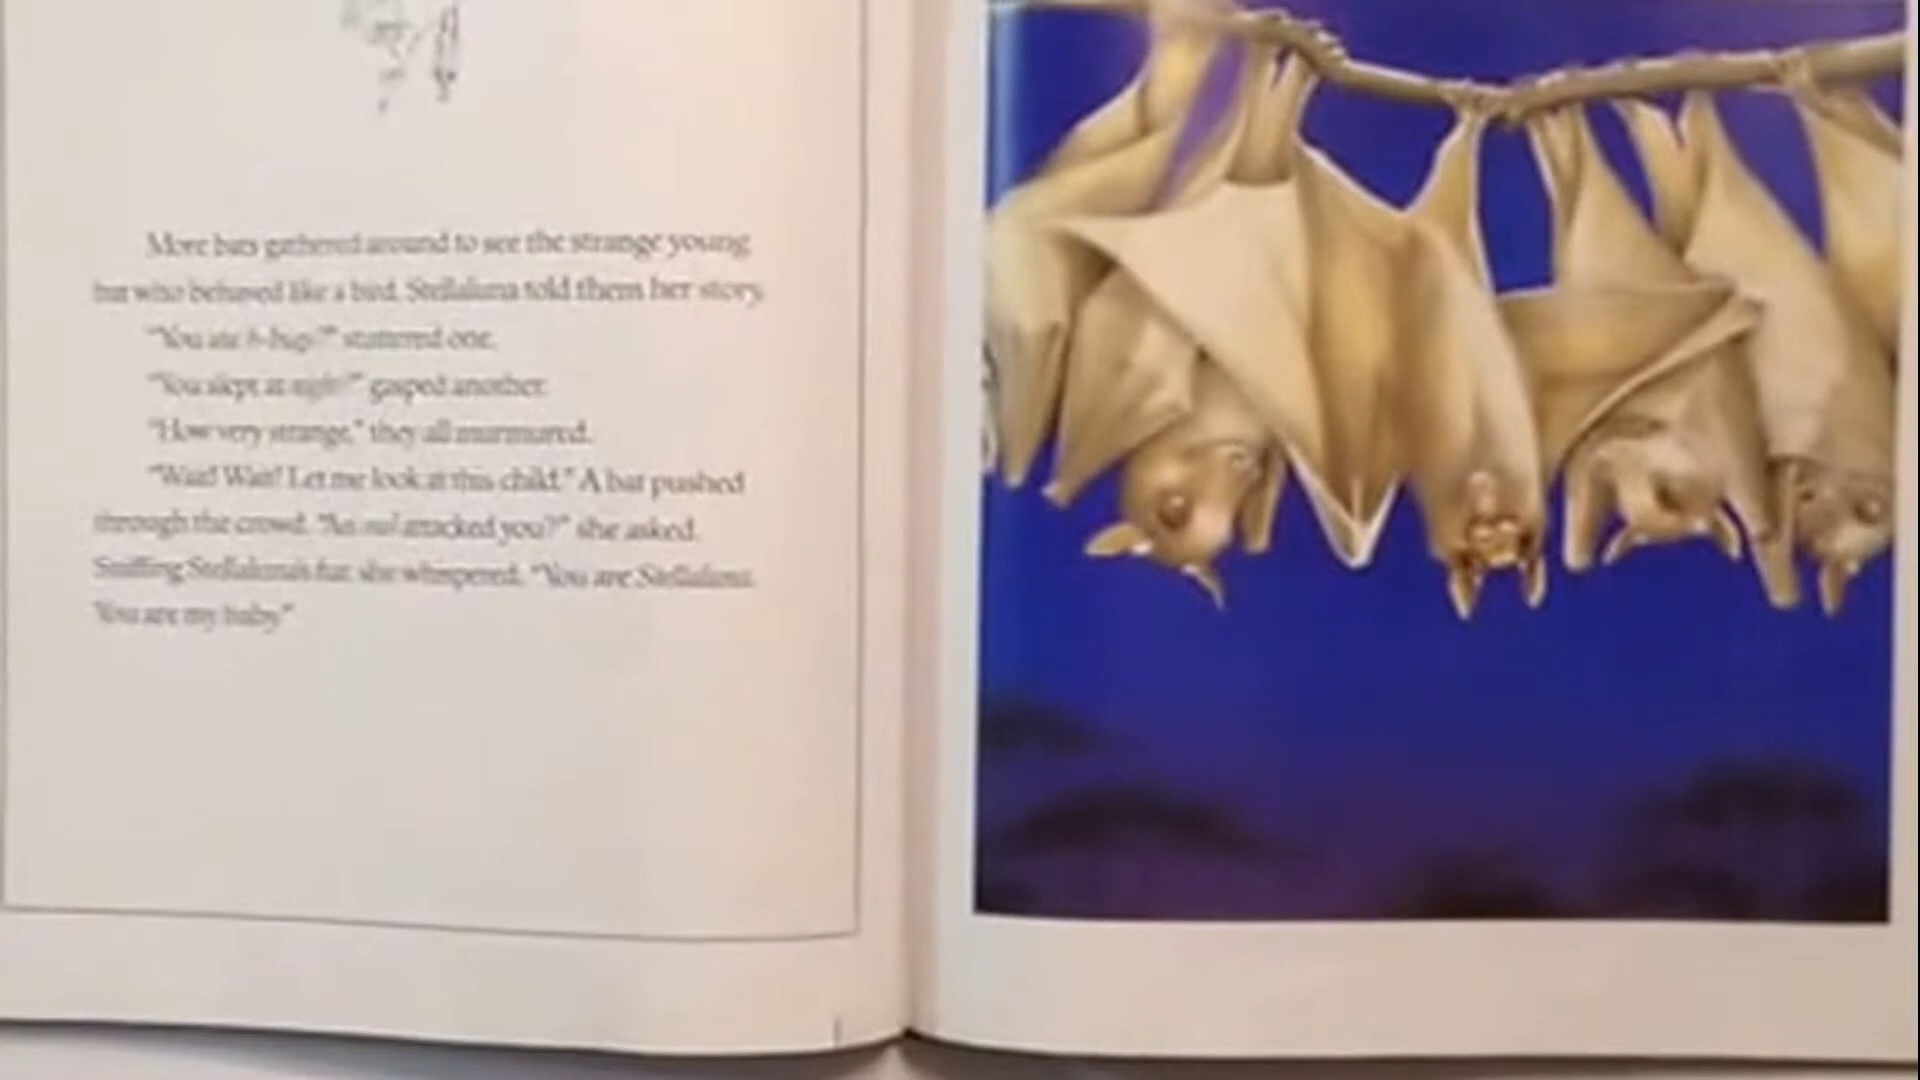 More bats gathered around to see the strange young
bat who behaved like a bird. Stellaluna told them her story.
"You ate b-bugs?" stuttered one.
"You slept at night?" gasped another.
"How very strange," they all murmured.
"Wait! Wait! Let me look at this child." A bat pushed
through the crowd. "An owl attacked you?" she asked.
Sniffing Stellaluna's fur, she whispered, "You are Stellaluna.
You are my baby."